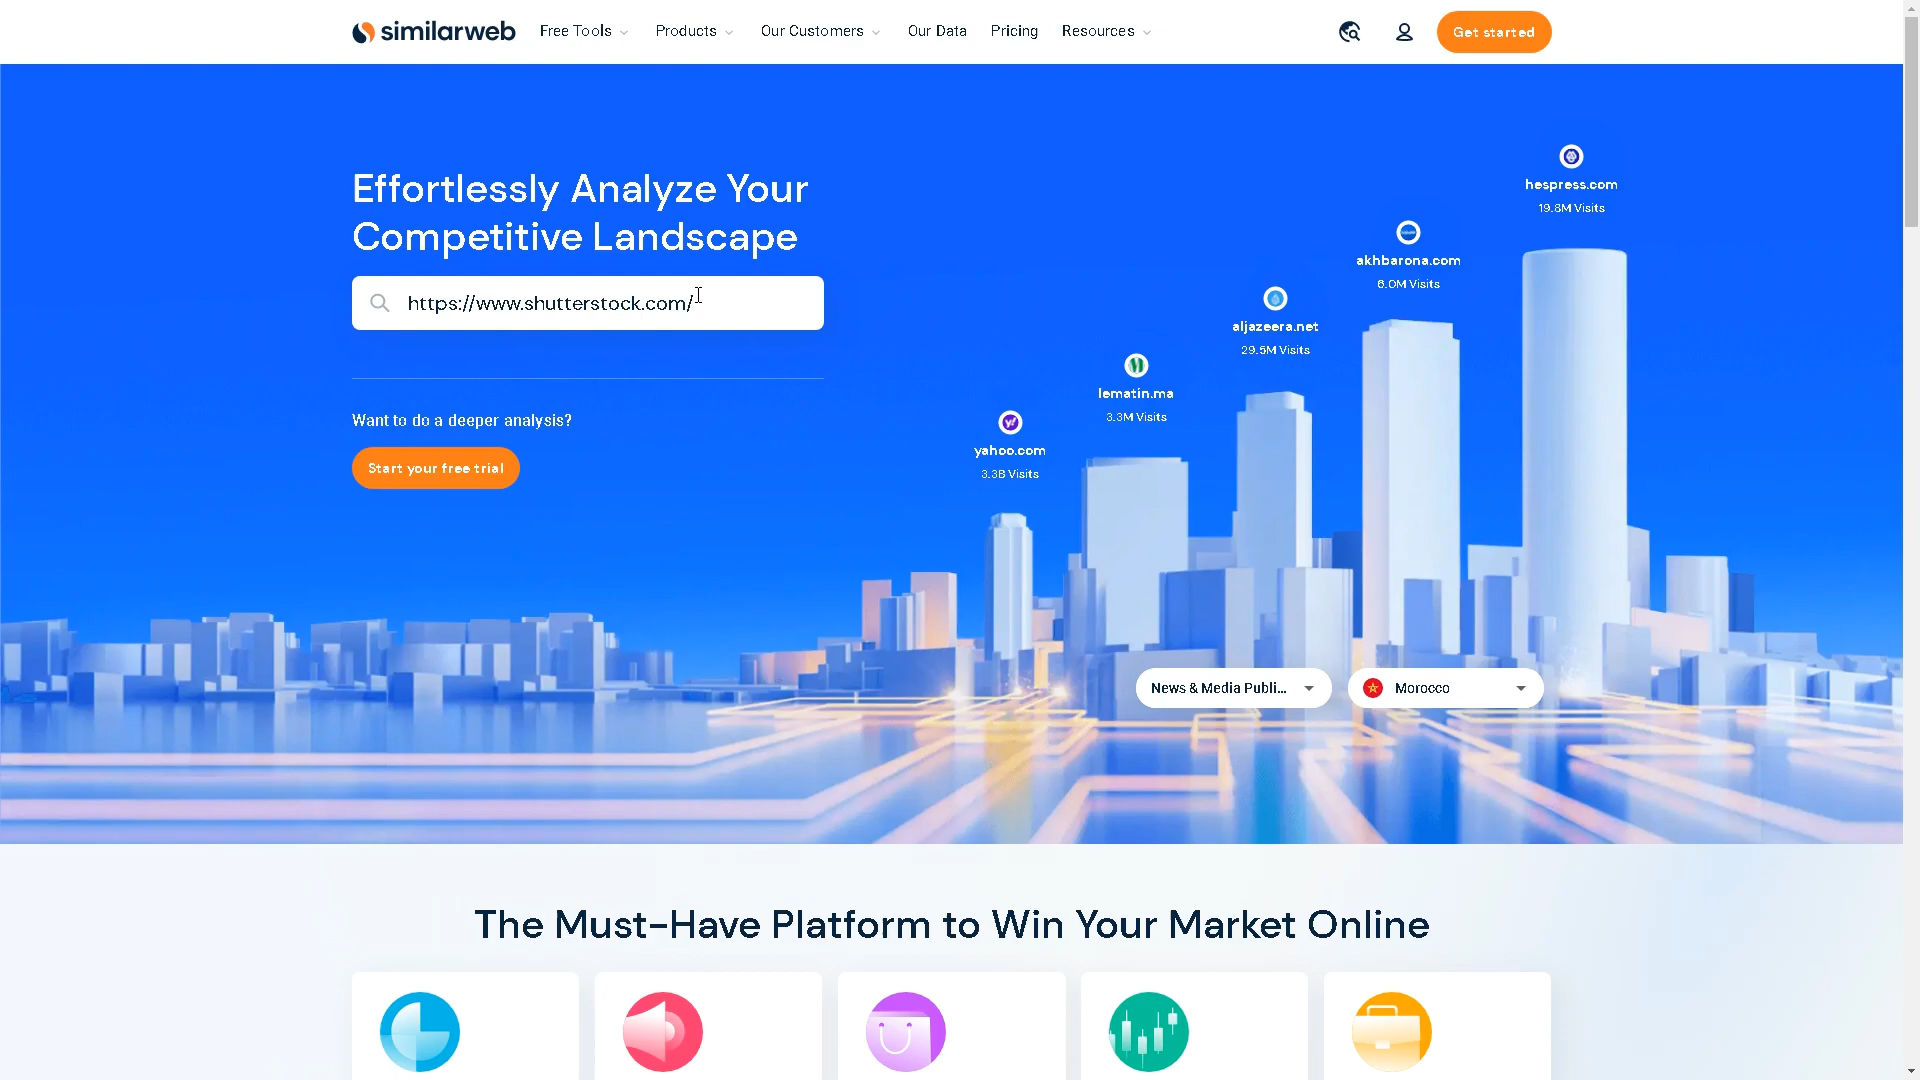 similarweb
Free Tools
Products
Our Customers
Our Data
Pricing
Resources
Get started
Effortlessly Analyze Your
Competitive Landscape
https://www.shutterstock.com/
Want to do a deeper analysis?
Start your free trial
hespress.com
19.8M Visits
akhbarona.com
6.0M Visits
aljazeera.net
29.5M Visits
lematin.ma
3.3M Visits
y!
yahoo.com
3.3B Visits
News & Media Publi...
Morocco
The Must-Have Platform to Win Your Market Online